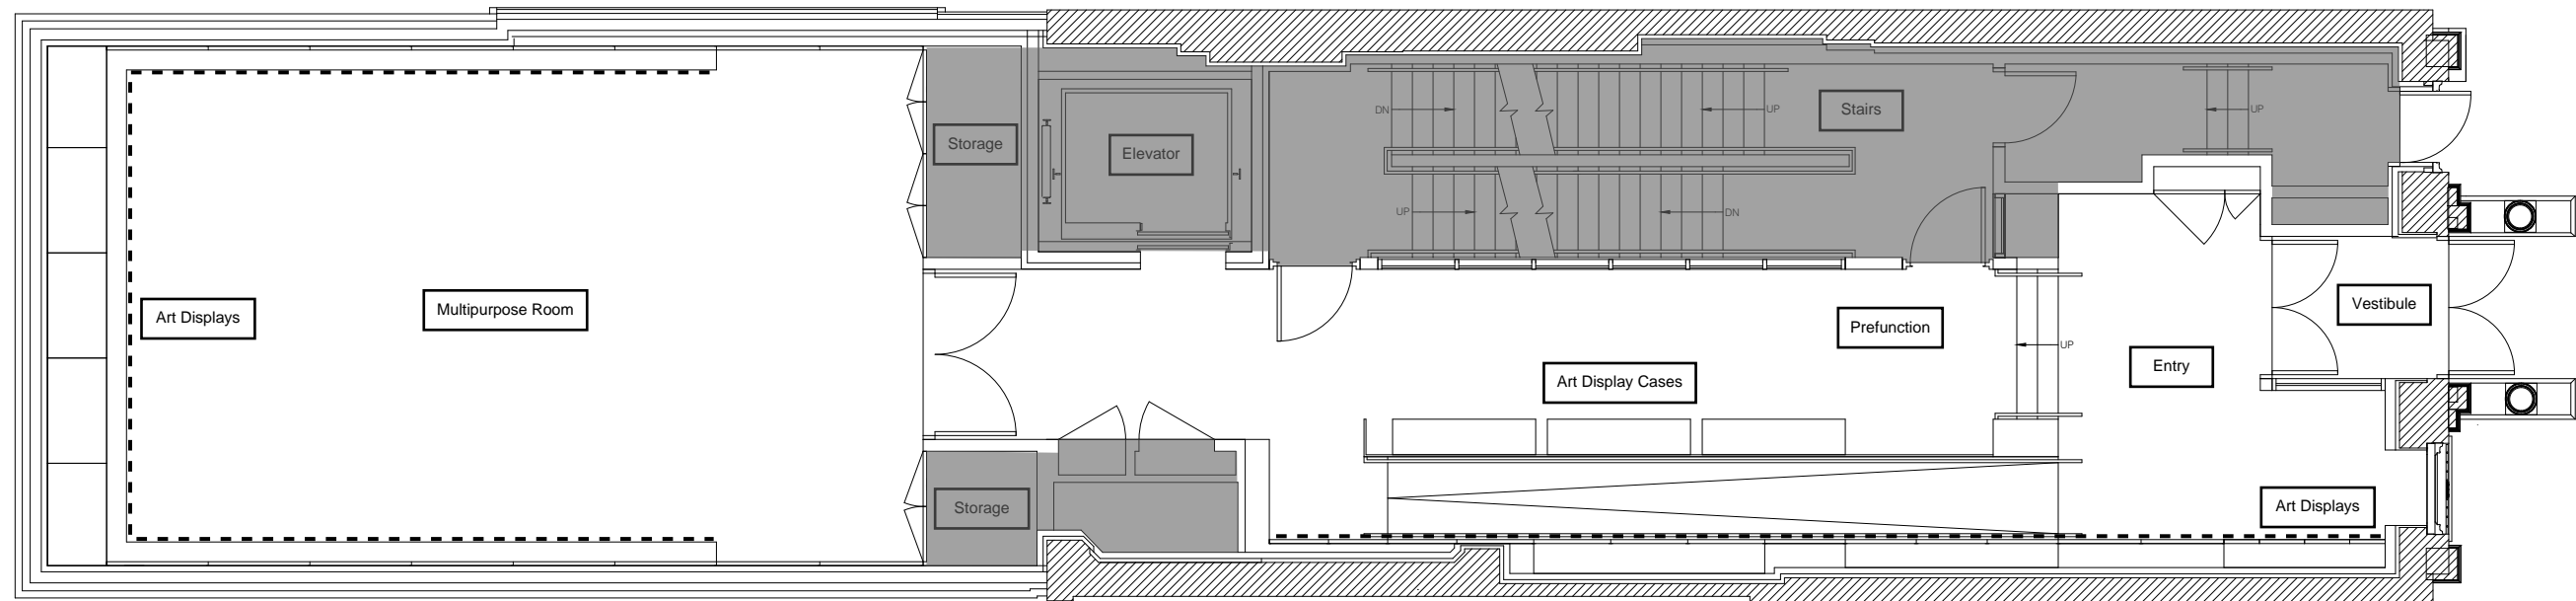 DN
UP
Stairs
UP
Storage
Elevator
UP
DN
Art Displays
Multipurpose Room
Prefunction
Vestibule
UP
Entry
Art Display Cases
Storage
Art Displays